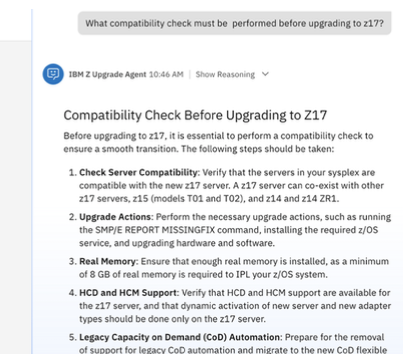 What compatibility check must be performed before upgrading to z17?
IBM Z Upgrade Agent 10:46 AM | Show Reasoning
Compatibility Check Before Upgrading to Z17
Before upgrading to z17, it is essential to perform a compatibility check to
ensure a smooth transition. The following steps should be taken:
1. Check Server Compatibility: Verify that the servers in your sysplex are
compatible with the new z17 server. A z17 server can co-exist with other
z17 servers, z15 (models T01 and T02), and z14 and z14 ZR1.
2. Upgrade Actions: Perform the necessary upgrade actions, such as running
the SMP/E REPORT MISSINGFIX command, installing the required z/OS
service, and upgrading hardware and software.
3. Real Memory: Ensure that enough real memory is installed, as a minimum
of 8 GB of real memory is required to IPL your z/OS system.
4. HCD and HCM Support: Verify that HCD and HCM support are available for
the z17 server, and that dynamic activation of new server and new adapter
types should be done only on the z17 server.
5. Legacy Capacity on Demand (CoD) Automation: Prepare for the removal
of support for legacy CoD automation and migrate to the new CoD flexible